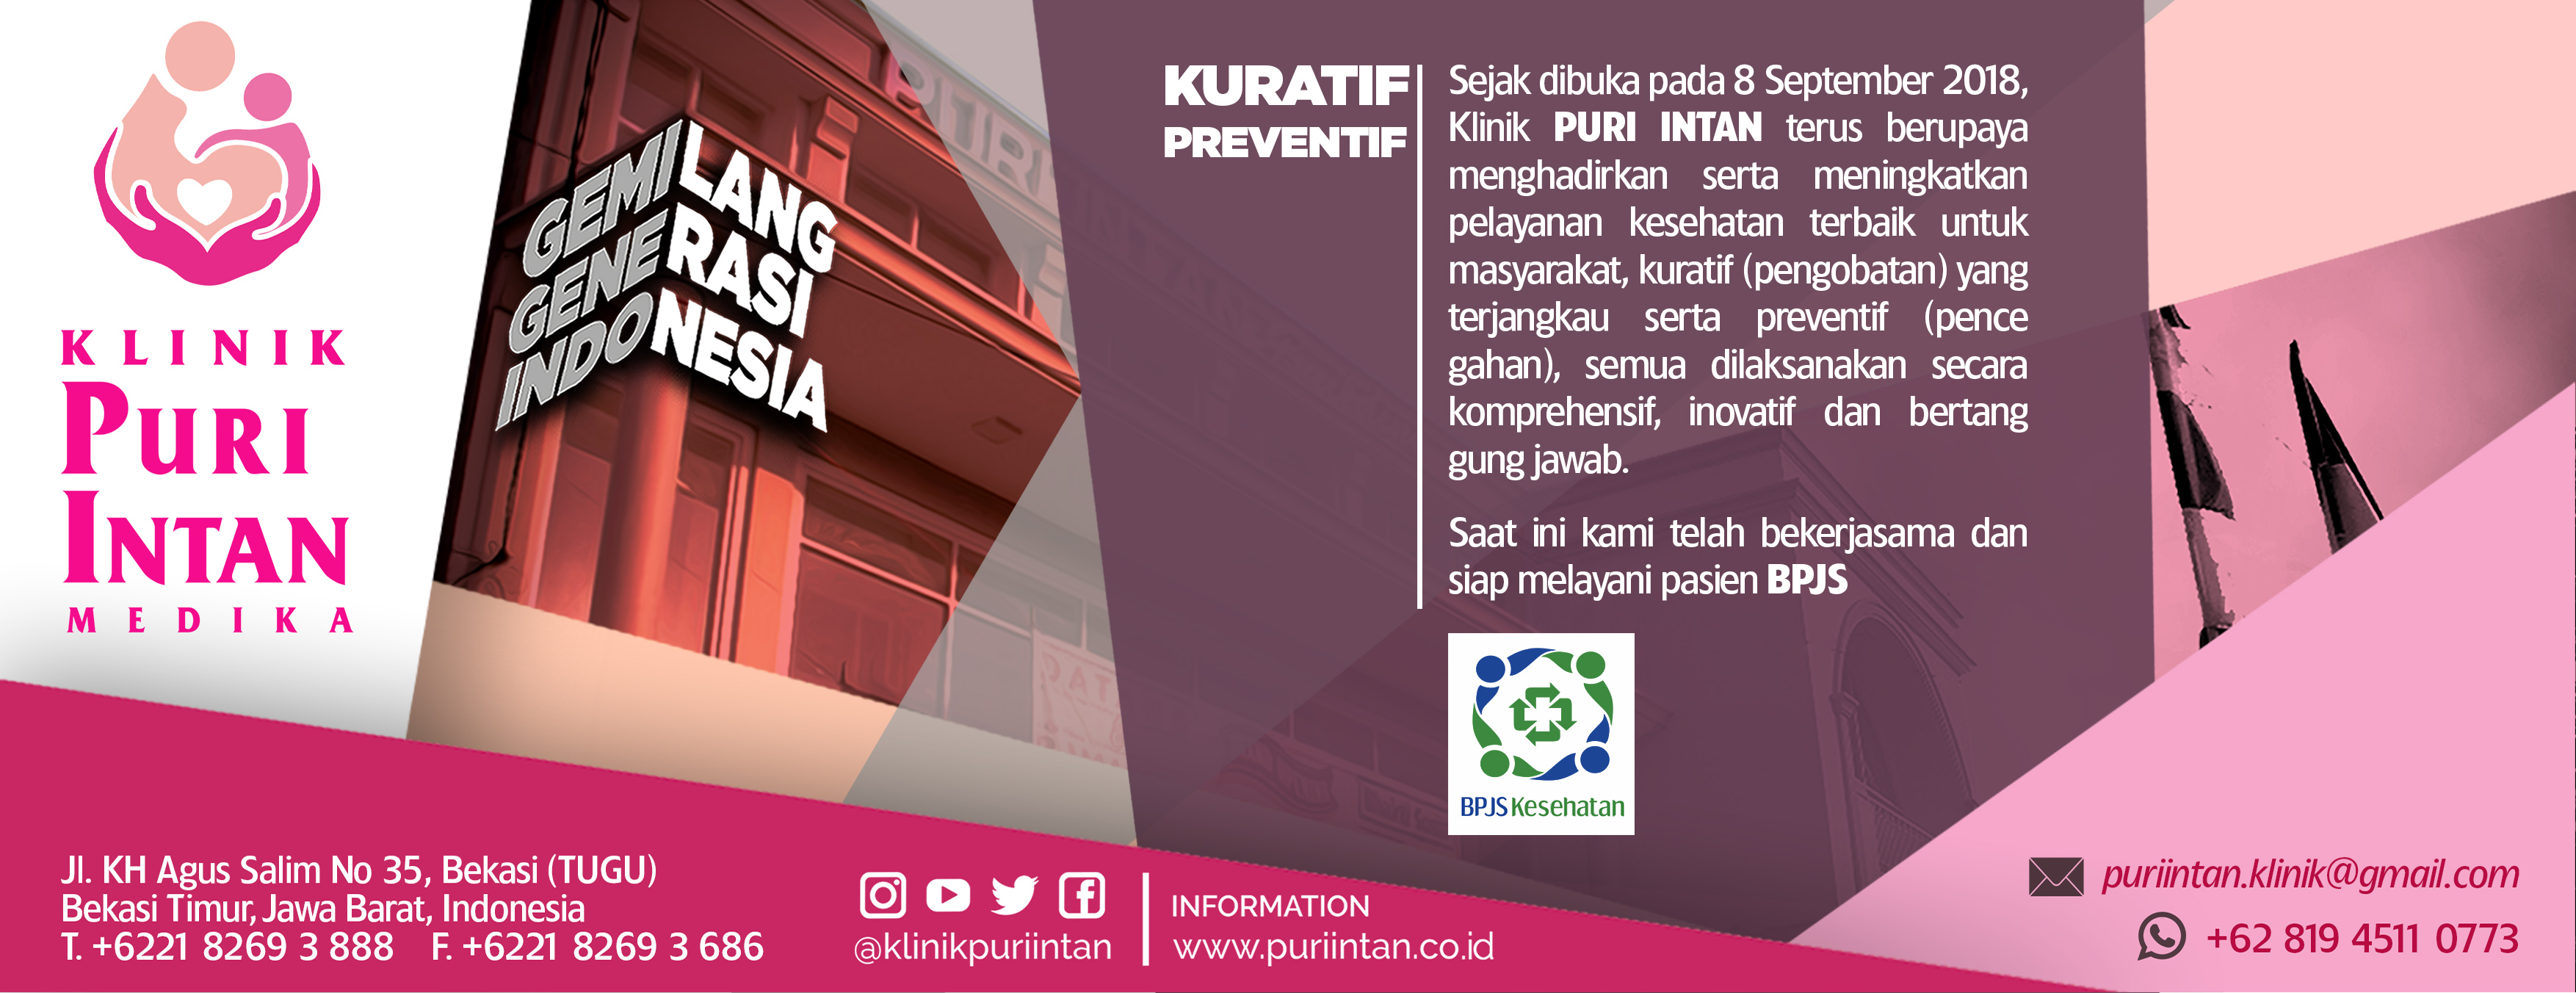 KLINIK
PURI
INTAN
MEDIKA
GEMILANG
GENERASI
INDONESIA
PURI INTAN
KURATIF
PREVENTIF
Sejak dibuka pada 8 September 2018,
Klinik PURI INTAN terus berupaya
menghadirkan serta meningkatkan
pelayanan kesehatan terbaik untuk
masyarakat, kuratif (pengobatan) yang
terjangkau serta preventif (pence
gahan), semua dilaksanakan secara
komprehensif, inovatif dan bertang
gung jawab.
Saat ini kami telah bekerjasama dan
siap melayani pasien BPJS
BPJS Kesehatan
Jl. KH Agus Salim No 35, Bekasi (TUGU)
Bekasi Timur, Jawa Barat, Indonesia
T. +6221 8269 3 888 F. +6221 8269 3 686
@klinikpuriintan
INFORMATION
www.puriintan.co.id
puriintan.klinik@gmail.com
+62 819 4511 0773